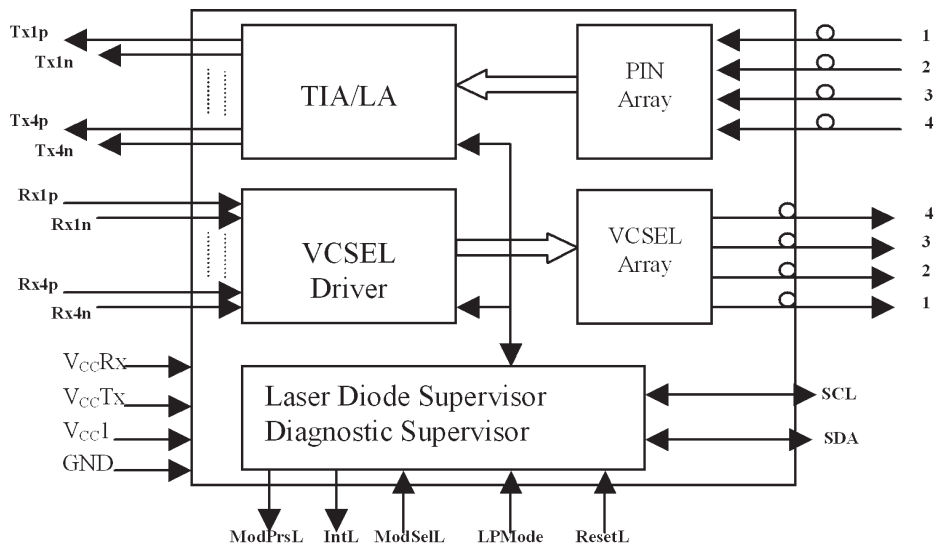 Tx1p
Tx1n
Tx4p
Tx4n
TIA/LA
PIN
Array
1
2
3
4
Rx1p
Rx1n
Rx4p
Rx4n
VCSEL
Driver
VCSEL
Array
4
3
2
1
VCCRx
VCCTx
VCC1
GND
Laser Diode Supervisor
Diagnostic Supervisor
SCL
SDA
ModPrsL IntL ModSelL LPMode ResetL